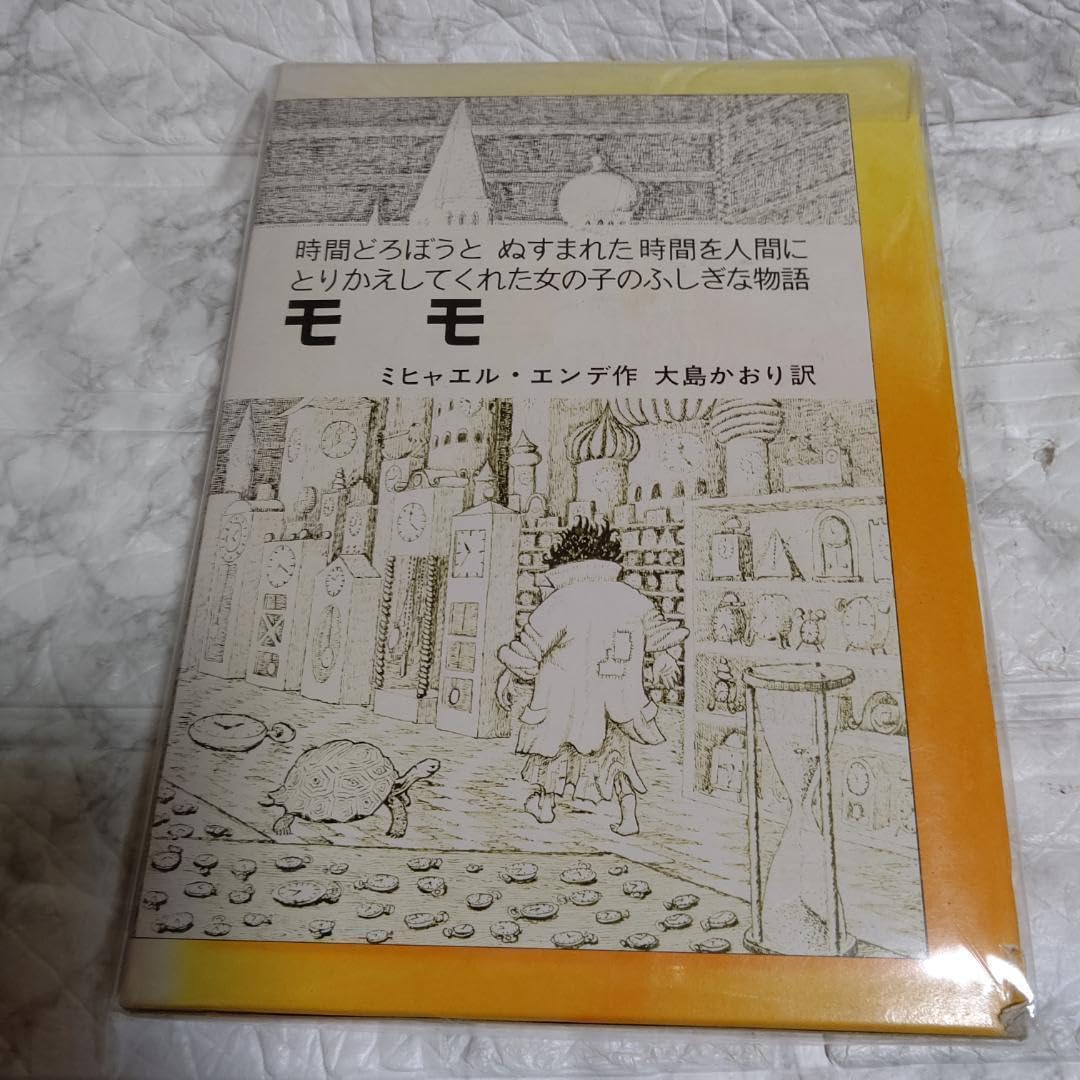 時間どろぼうと ぬすまれた時間を人間に
とりかえしてくれた女の子のふしぎな物語
モモ
ミヒャエル・エンデ作 大島かおり訳